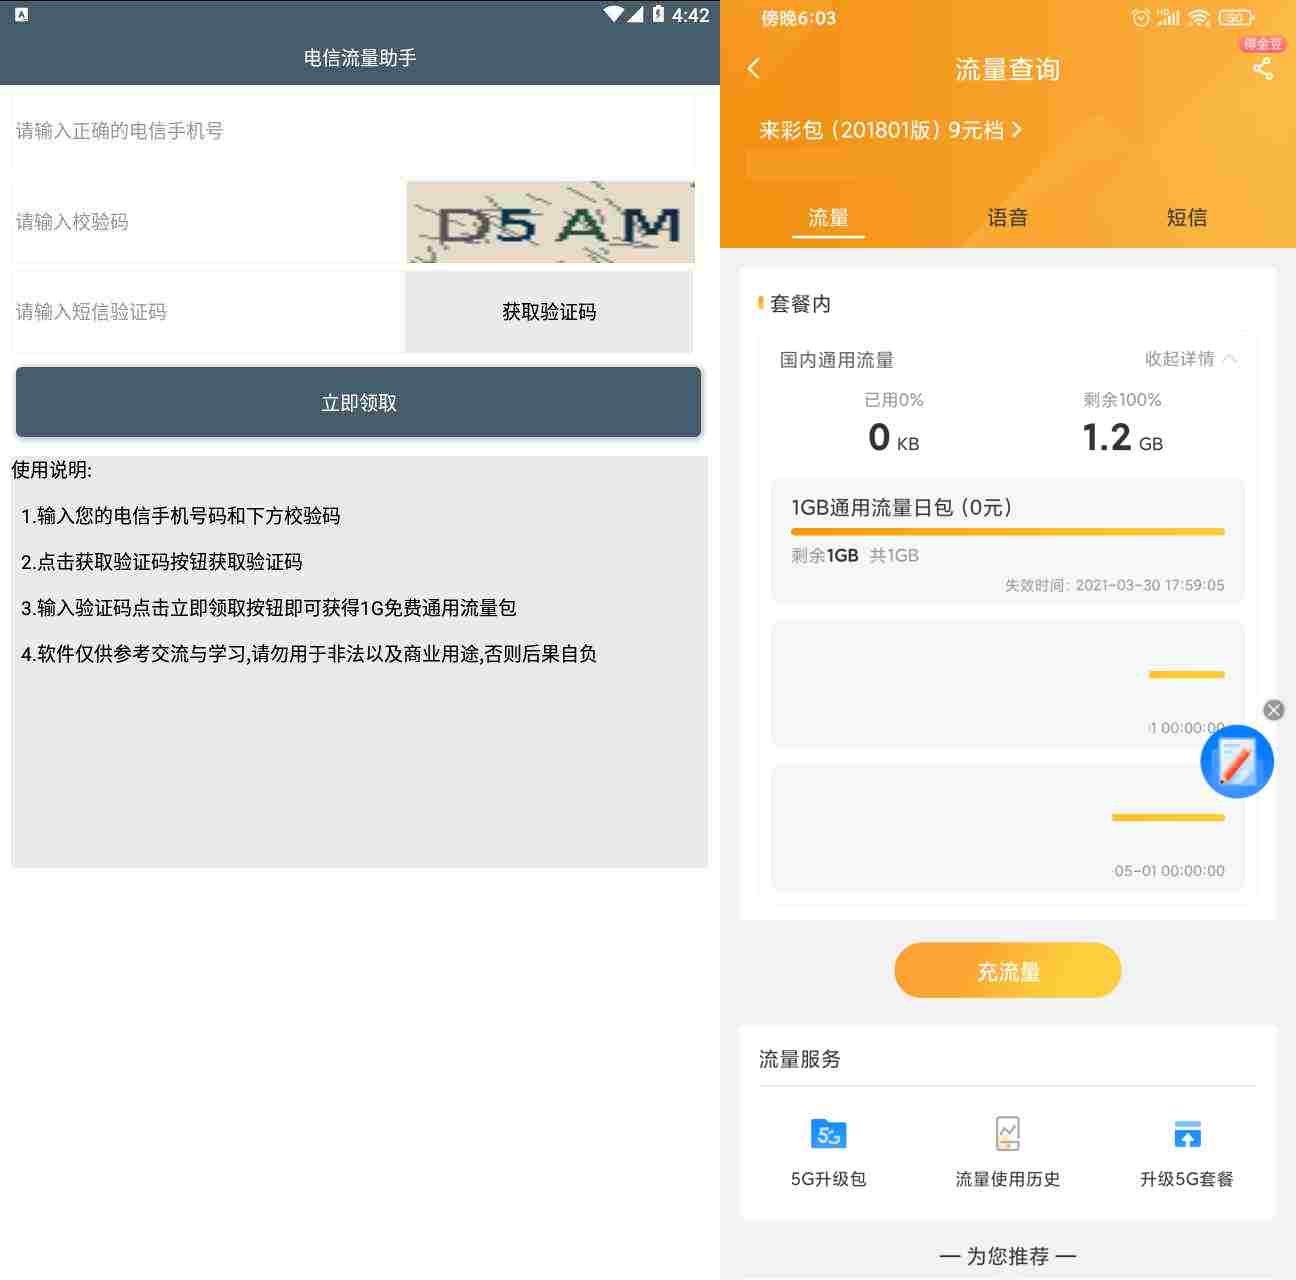 4:42
电信流量助手
请输入正确的电信手机号
请输入校验码
D5AM
请输入短信验证码
获取验证码
立即领取
使用说明:
1.输入您的电信手机号码和下方校验码
2.点击获取验证码按钮获取验证码
3.输入验证码点击立即领取按钮即可获得1G免费通用流量包
4.软件仅供参考交流与学习,请勿用于非法以及商业用途,否则后果自负
傍晚6:03
HD
50
得金豆
流量查询
来彩包（201801版）9元档
流量
语音
短信
套餐内
国内通用流量
收起详情
已用0%
剩余100%
0 KB
1.2 GB
1GB通用流量日包（0元）
剩余1GB 共1GB
失效时间：2021-03-30 17:59:05
1 00:00:00
05-01 00:00:00
充流量
流量服务
5G
5G升级包
流量使用历史
升级5G套餐
— 为您推荐 —